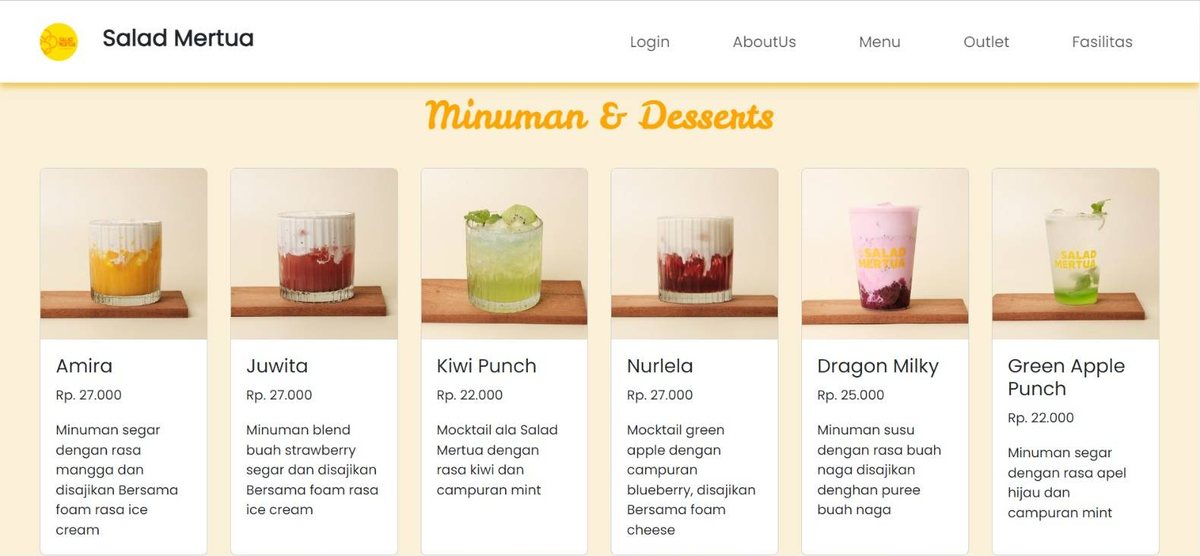 Salad Mertua
Login
AboutUs
Menu
Outlet
Fasilitas
Minuman & Desserts
SALAD
MERTUA
SALAD
MERTUA
Amira
Rp. 27.000
Minuman segar
dengan rasa
mangga dan
disajikan Bersama
foam rasa ice
cream
Juwita
Rp. 27.000
Minuman blend
buah strawberry
segar dan disajikan
Bersama foam rasa
ice cream
Kiwi Punch
Rp. 22.000
Mocktail ala Salad
Mertua dengan
rasa kiwi dan
campuran mint
Nurlela
Rp. 27.000
Mocktail green
apple dengan
campuran
blueberry, disajikan
Bersama foam
cheese
Dragon Milky
Rp. 25.000
Minuman susu
dengan rasa buah
naga disajikan
denghan puree
buah naga
Green Apple
Punch
Rp. 22.000
Minuman segar
dengan rasa apel
hijau dan
campuran mint